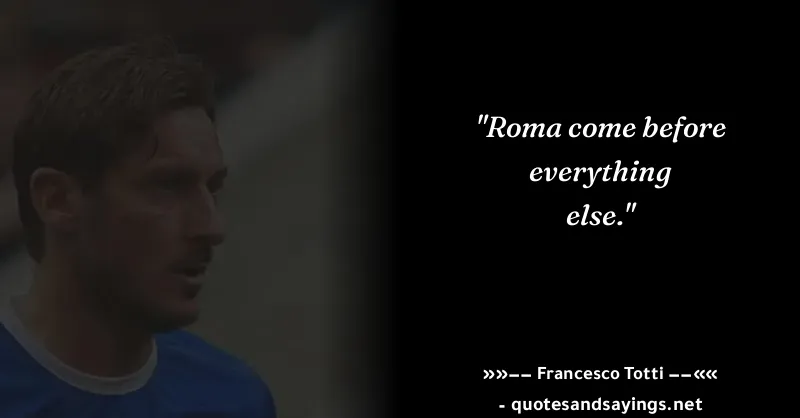 "Roma come before
everything
else."
»»–– Francesco Totti ––««
- quotesandsayings.net